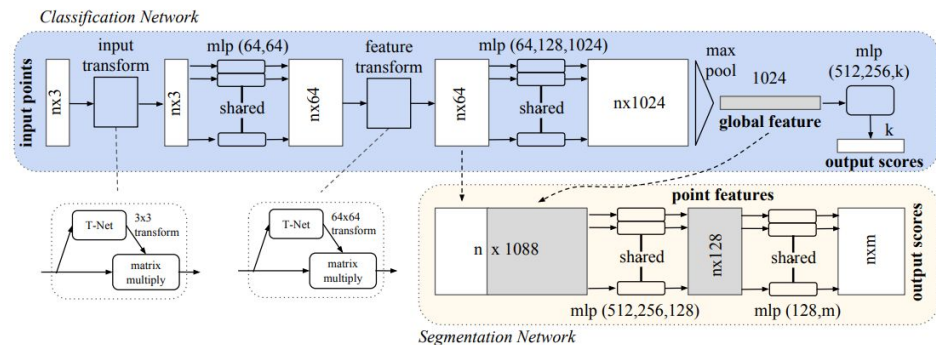 Classification Network
input points
nx3
input
transform
nx3
mlp (64,64)
shared
nx64
feature
transform
nx64
mlp (64,128,1024)
shared
nx1024
max
pool
1024
global feature
mlp
(512,256,k)
k
output scores
T-Net
3x3
transform
matrix
multiply
T-Net
64x64
transform
matrix
multiply
point features
n x 1088
shared
mlp (512,256,128)
nx128
shared
mlp (128,m)
nxm
output scores
Segmentation Network